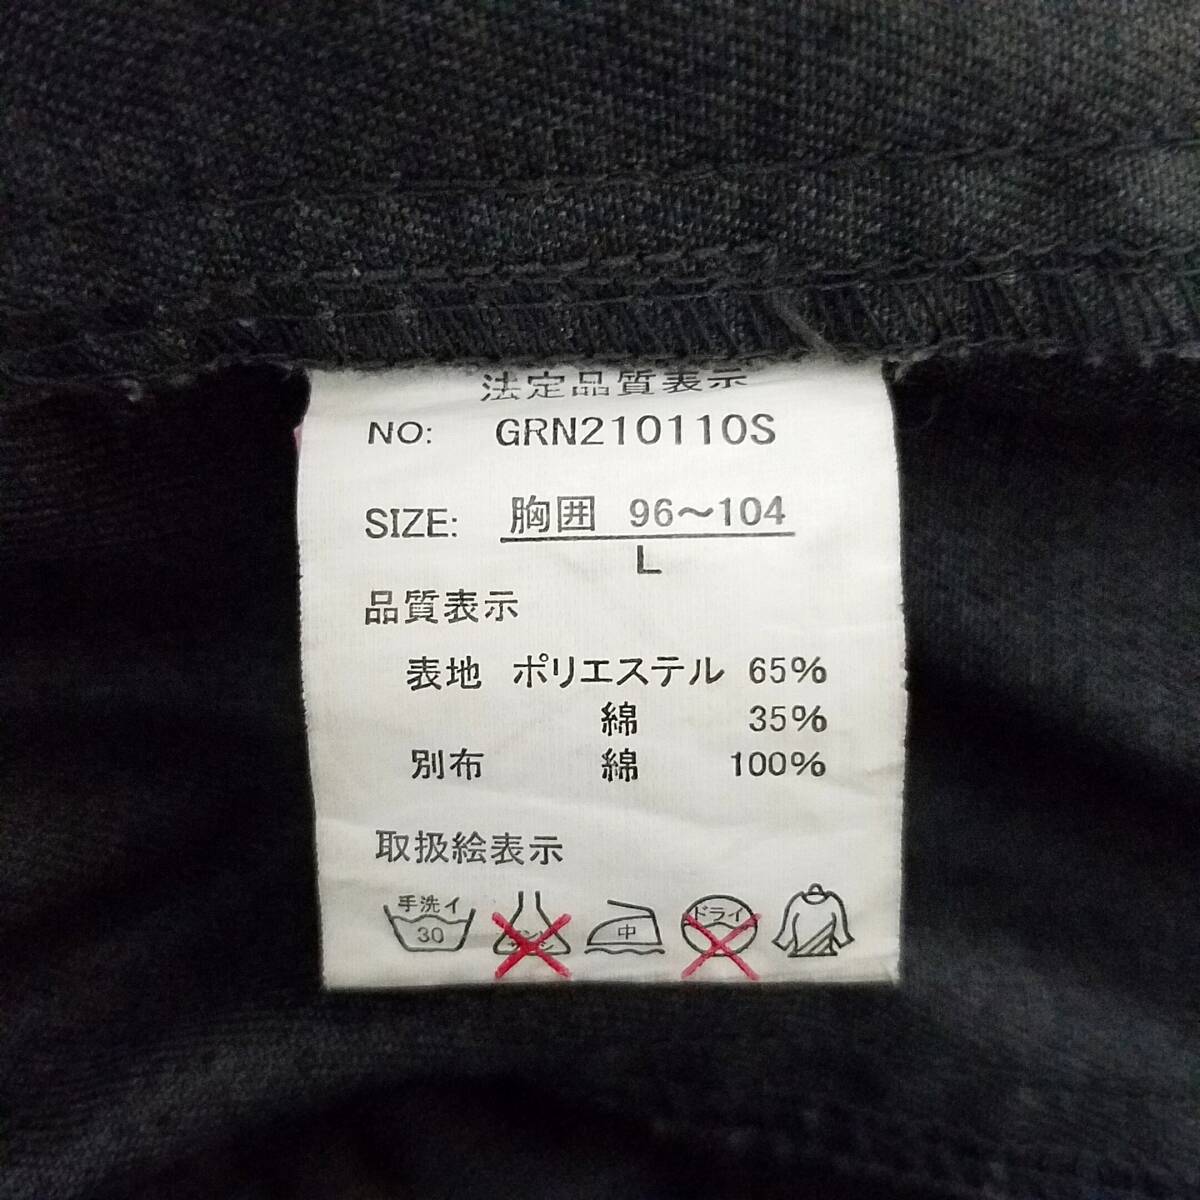 法定品質表示
NO: GRN210110S
SIZE: 胸囲 96〜104
L
品質表示
表地 ポリエステル 65%
綿 35%
別布 綿 100%
取扱絵表示
手洗イ
30
中
ドライ